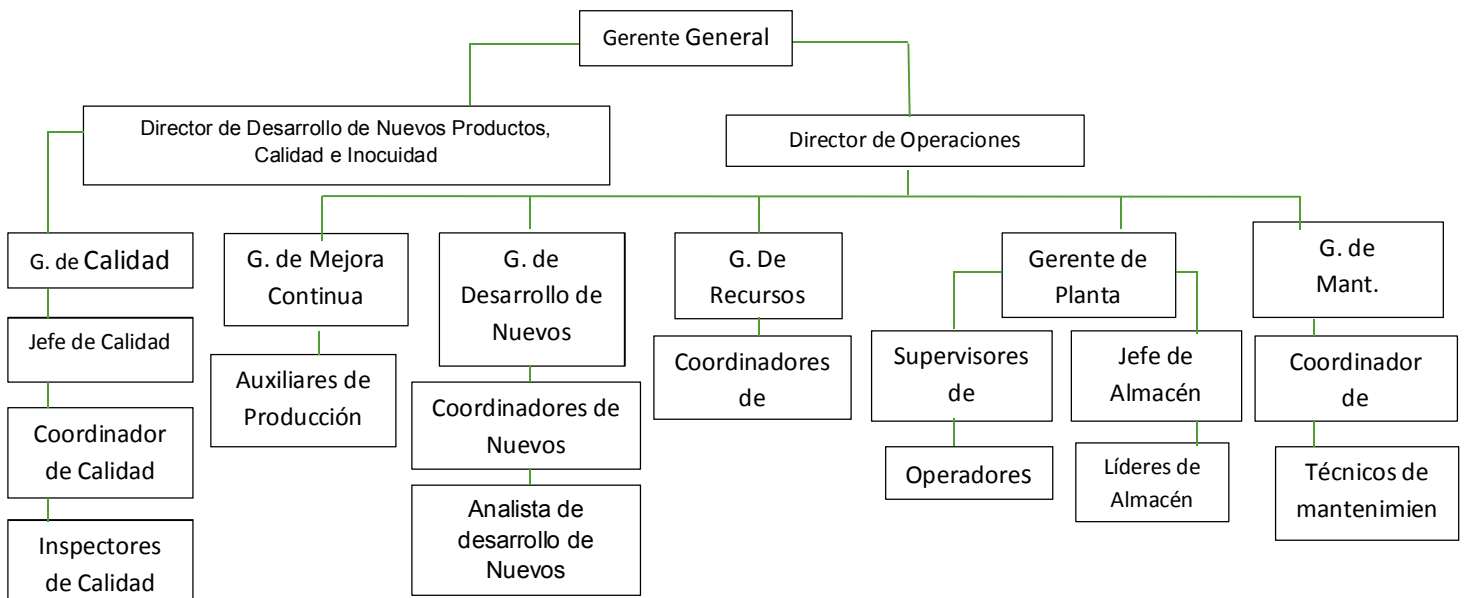 Gerente General
Director de Desarrollo de Nuevos Productos,
Calidad e Inocuidad
Director de Operaciones
G. de Calidad
Jefe de Calidad
Coordinador
de Calidad
Inspectores
de Calidad
G. de Mejora
Continua
Auxiliares de
Producción
G. de
Desarrollo de
Nuevos
Coordinadores de
Nuevos
Analista de
desarrollo de
Nuevos
G. De
Recursos
Coordinadores
de
Gerente de
Planta
Supervisores
de
Operadores
Jefe de
Almacén
Líderes de
Almacén
G. de
Mant.
Coordinador
de
Técnicos de
mantenimien